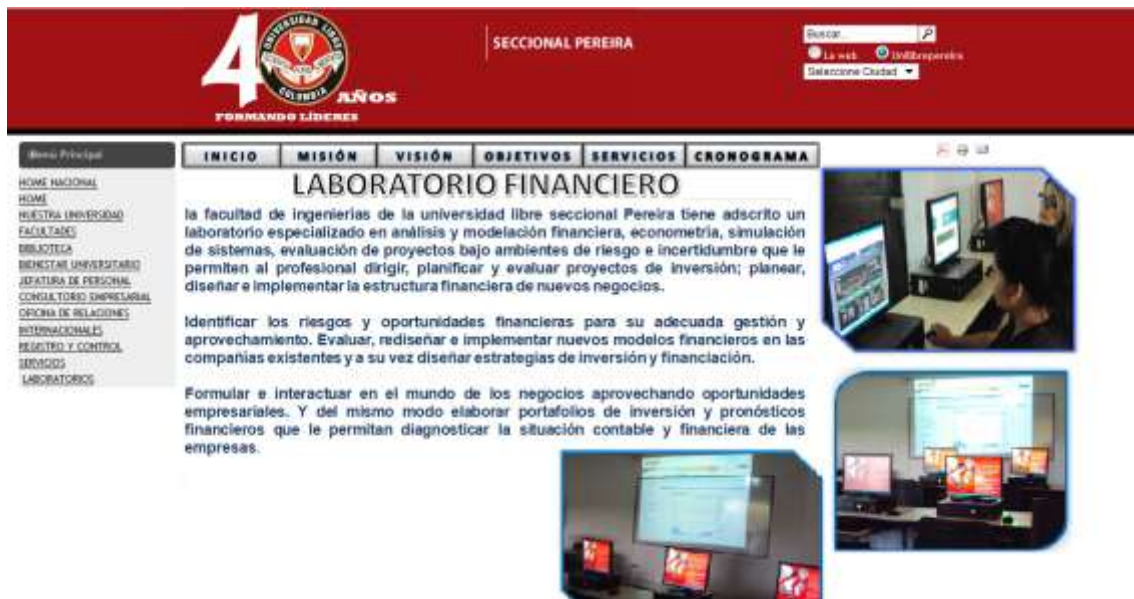 40
UNIVERSIDAD LIBRE
COLOMBIA
AÑOS
FORMANDO LÍDERES
SECCIONAL PEREIRA
Buscar...
La web Unilibrepereira
Seleccione Ciudad
Menú Principal
HOME NACIONAL
HOME
NUESTRA UNIVERSIDAD
FACULTADES
BIBLIOTECA
BIENESTAR UNIVERSITARIO
JEFATURA DE PERSONAL
CONSULTORIO EMPRESARIAL
OFICINA DE RELACIONES
INTERNACIONALES
REGISTRO Y CONTROL
SERVICIOS
LABORATORIOS
INICIO MISIÓN VISIÓN OBJETIVOS SERVICIOS CRONOGRAMA
LABORATORIO FINANCIERO
la facultad de ingenierias de la universidad libre seccional Pereira tiene adscrito un
laboratorio especializado en análisis y modelación financiera, econometría, simulación
de sistemas, evaluación de proyectos bajo ambientes de riesgo e incertidumbre que le
permiten al profesional dirigir, planificar y evaluar proyectos de inversión; planear,
diseñar e implementar la estructura financiera de nuevos negocios.
Identificar los riesgos y oportunidades financieras para su adecuada gestión y
aprovechamiento. Evaluar, rediseñar e implementar nuevos modelos financieros en las
compañias existentes y a su vez diseñar estrategias de inversión y financiación.
Formular e interactuar en el mundo de los negocios aprovechando oportunidades
empresariales. Y del mismo modo elaborar portafolios de inversión y pronósticos
financieros que le permitan diagnosticar la situación contable y financiera de las
empresas.